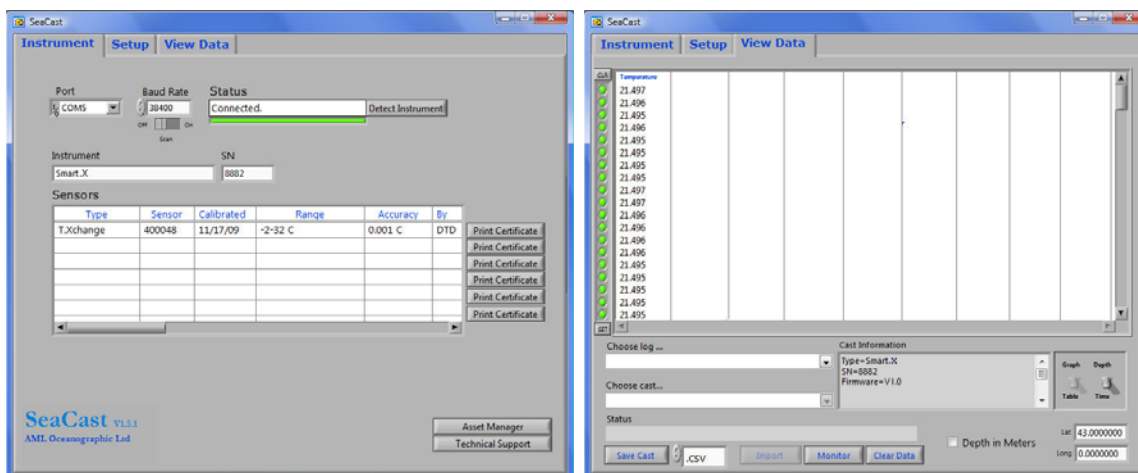 SeaCast
Instrument Setup View Data
Port Baud Rate Status
COM5 38400 Connected. Detect Instrument
OFF On
Scan
Instrument SN
Smart.X 8882
Sensors
Type Sensor Calibrated Range Accuracy By
T.Xchange 400048 11/17/09 -2-32 C 0.001 C DTD Print Certificate
Print Certificate
Print Certificate
Print Certificate
Print Certificate
Print Certificate
SeaCast V1.5.1
AML Oceanographic Ltd
Asset Manager
Technical Support
SeaCast
Instrument Setup View Data
CLR Temperature
21.497
21.496
21.495
21.496
21.495
21.495
21.495
21.495
21.497
21.497
21.496
21.496
21.496
21.496
21.495
21.495
21.495
21.495
21.495
SET
Choose log ...
Cast Information
Type=Smart.X
SN=8882
Firmware=V1.0
Graph Depth
Table Time
Choose cast...
Status
Depth in Meters
Lat 43.0000000
Long 0.0000000
Save Cast .CSV Import Monitor Clear Data